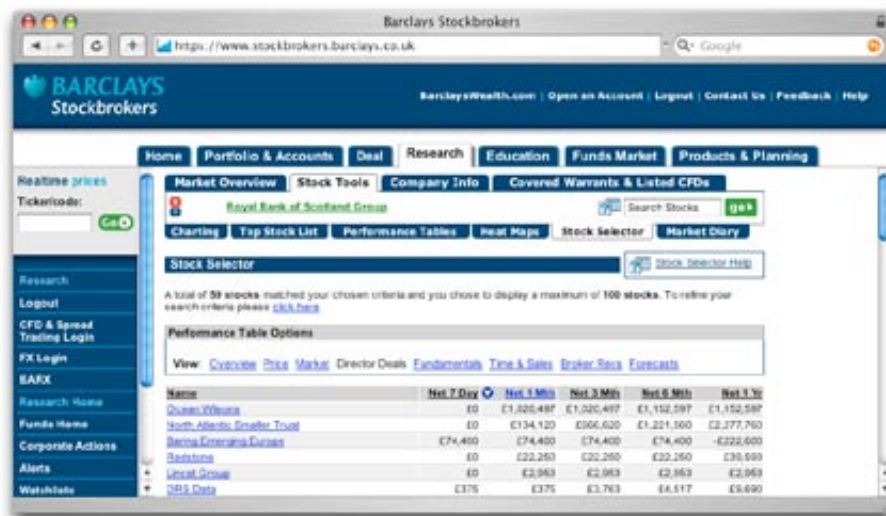 Barclays Stockbrokers
https://www.stockbrokers.barclays.co.uk
Google
BARCLAYS
Stockbrokers
BarclaysWealth.com | Open an Account | Logout | Contact Us | Feedback | Help
Home Portfolio & Accounts Deal Research Education Funds Market Products & Planning
Realtime prices
Ticker/code:
Go
Market Overview Stock Tools Company Info Covered Warrants & Listed CFDs
Royal Bank of Scotland Group
Search Stocks
go
Charting Top Stock List Performance Tables Heat Maps Stock Selector Market Diary
Stock Selector
Stock Selector Help
A total of 59 stocks matched your chosen criteria and you chose to display a maximum of 100 stocks. To refine your
search criteria please click here
Performance Table Options
View: Overview Price Market Director Deals Fundamentals Time & Sales Broker Recs Forecasts
Name Net 7 Day Net 1 Mth Net 3 Mth Net 6 Mth Net 1 Yr
Ocean Wilsons £0 £1,020,497 £1,020,497 £1,152,597 £1,152,597
North Atlantic Smaller Trust £0 £134,120 £1,221,560 £2,277,760
Baring Emerging Europe £74,400 £74,400 £74,400 £74,400 -£222,600
Redstone £0 £22,250 £22,250 £22,250
Lincat Group £0 £2,953 £2,953 £2,953 £2,953
DRS Data £375 £375 £3,763 £4,517 £9,690
Research
Logout
CFD & Spread
Trading Login
FX Login
BARX
Research Home
Funds Home
Corporate Actions
Alerts
Watchlists